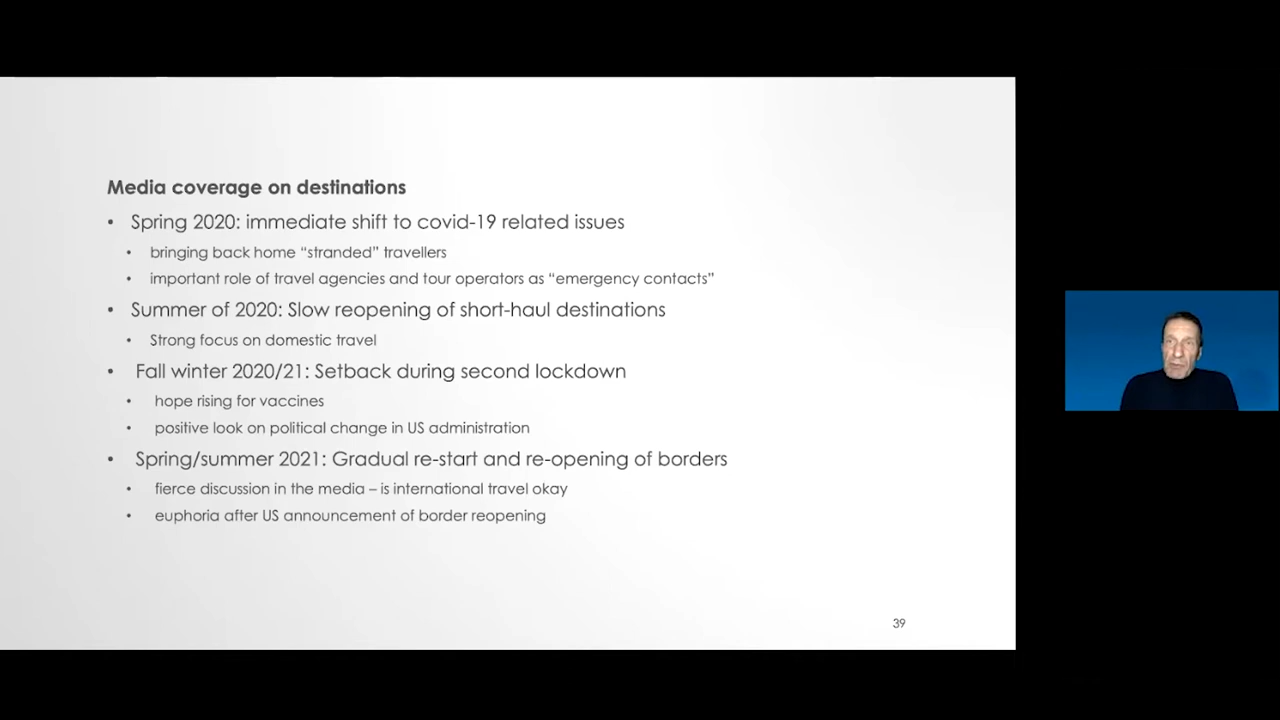 Media coverage on destinations
• Spring 2020: immediate shift to covid-19 related issues
• bringing back home “stranded” travellers
• important role of travel agencies and tour operators as “emergency contacts”
• Summer of 2020: Slow reopening of short-haul destinations
• Strong focus on domestic travel
• Fall winter 2020/21: Setback during second lockdown
• hope rising for vaccines
• positive look on political change in US administration
• Spring/summer 2021: Gradual re-start and re-opening of borders
• fierce discussion in the media – is international travel okay
• euphoria after US announcement of border reopening
39